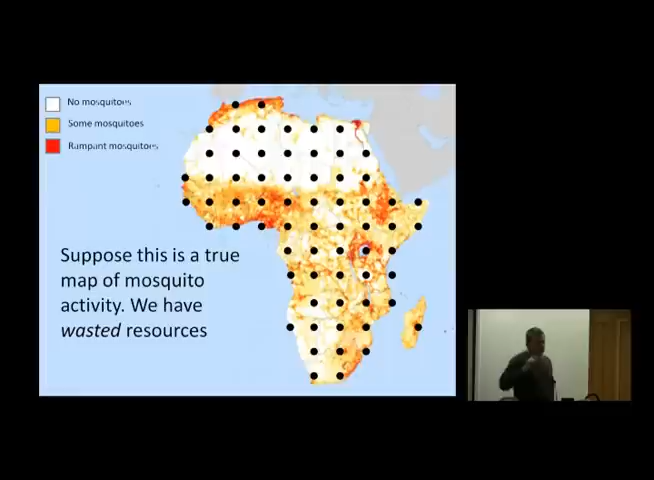 No mosquitoes
Some mosquitoes
Rampant mosquitoes
Suppose this is a true
map of mosquito
activity. We have
wasted resources